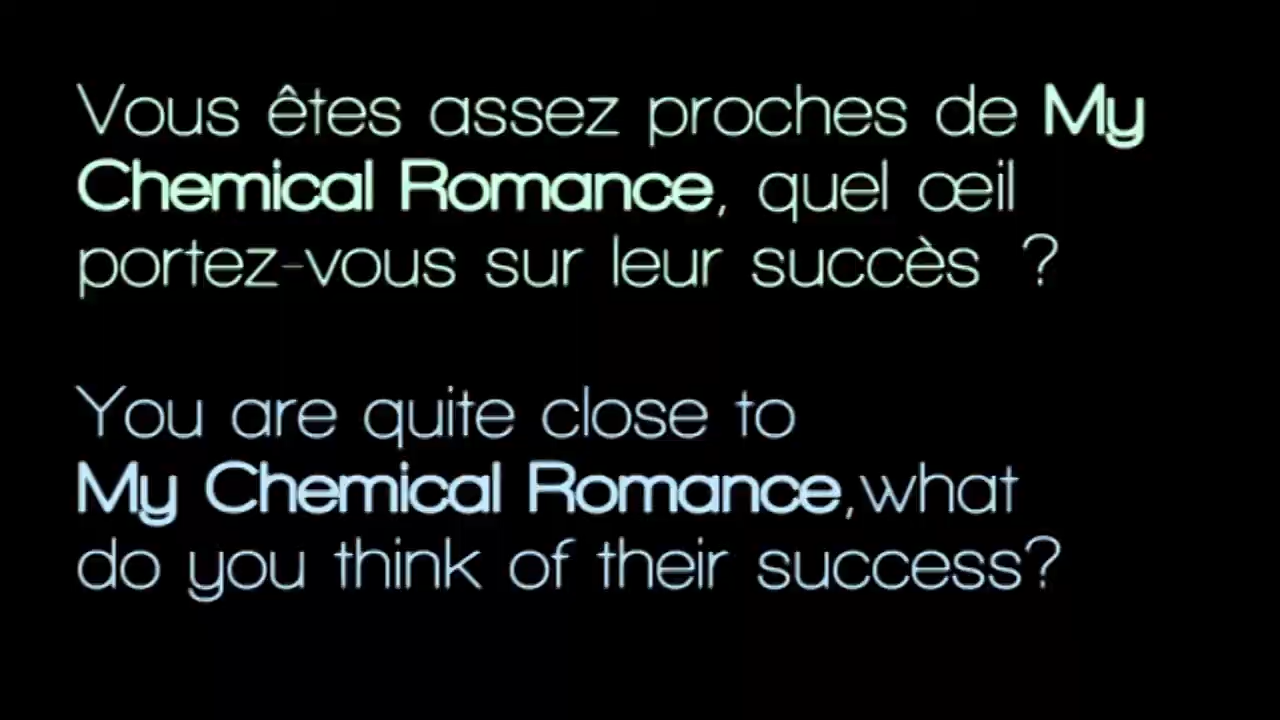 Vous êtes assez proches de My
Chemical Romance, quel œil
portez-vous sur leur succès ?
You are quite close to
My Chemical Romance,what
do you think of their success?